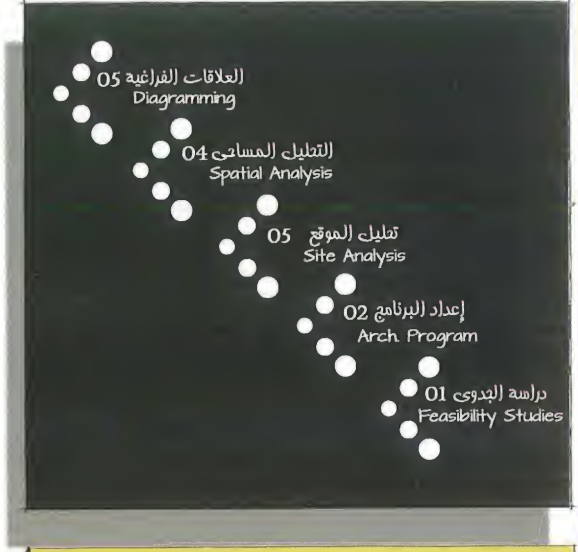 العلاقات الفراغية 05
Diagramming
التحليل المساحى 04
Spatial Analysis
تحليل الموقع 05
Site Analysis
إعداد البرنامج 02
Arch. Program
دراسة الجدوى 01
Feasibility Studies